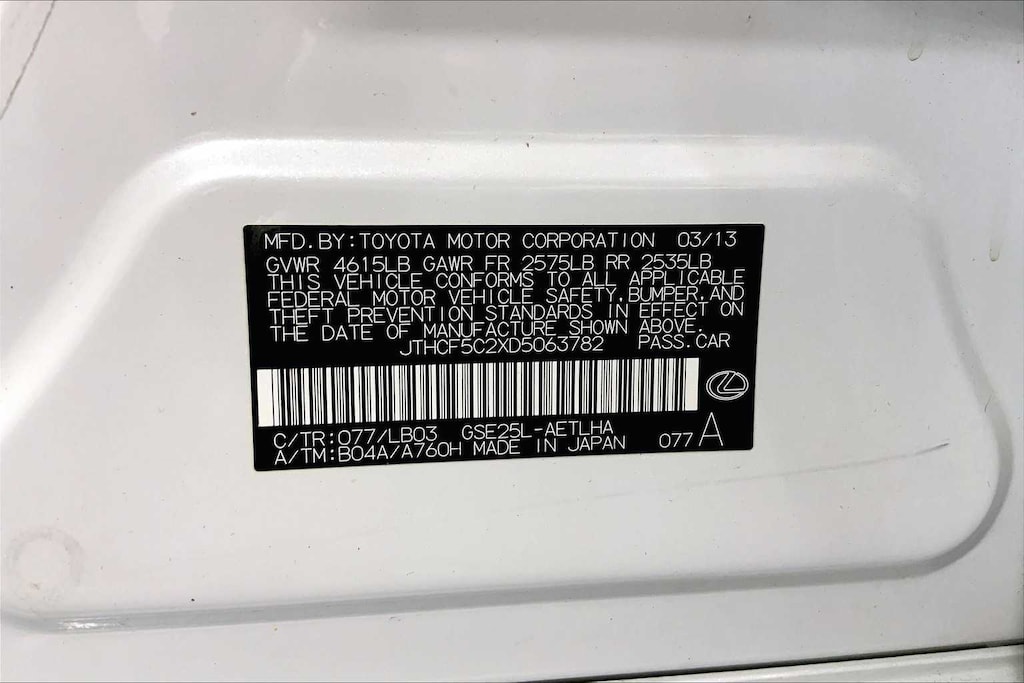 MFD.BY:TOYOTA MOTOR CORPORATION 03/13
GVWR 4615LB GAWR FR 2575LB RR 2535LB
THIS VEHICLE CONFORMS TO ALL APPLICABLE
FEDERAL MOTOR VEHICLE SAFETY,BUMPER,AND
THEFT PREVENTION STANDARDS IN EFFECT ON
THE DATE OF MANUFACTURE SHOWN ABOVE.
JTHCF5C2XD5063782 PASS.CAR
C/TR:077/LB03 GSE25L-AETLHA
A/TM:B04A/A760H MADE IN JAPAN 077 A